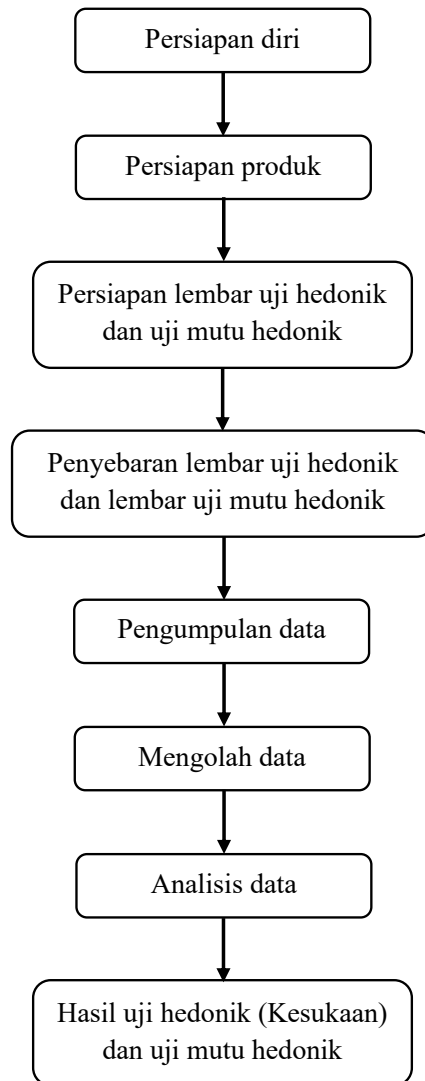 Persiapan diri
Persiapan produk
Persiapan lembar uji hedonik
dan uji mutu hedonik
Penyebaran lembar uji hedonik
dan lembar uji mutu hedonik
Pengumpulan data
Mengolah data
Analisis data
Hasil uji hedonik (Kesukaan)
dan uji mutu hedonik